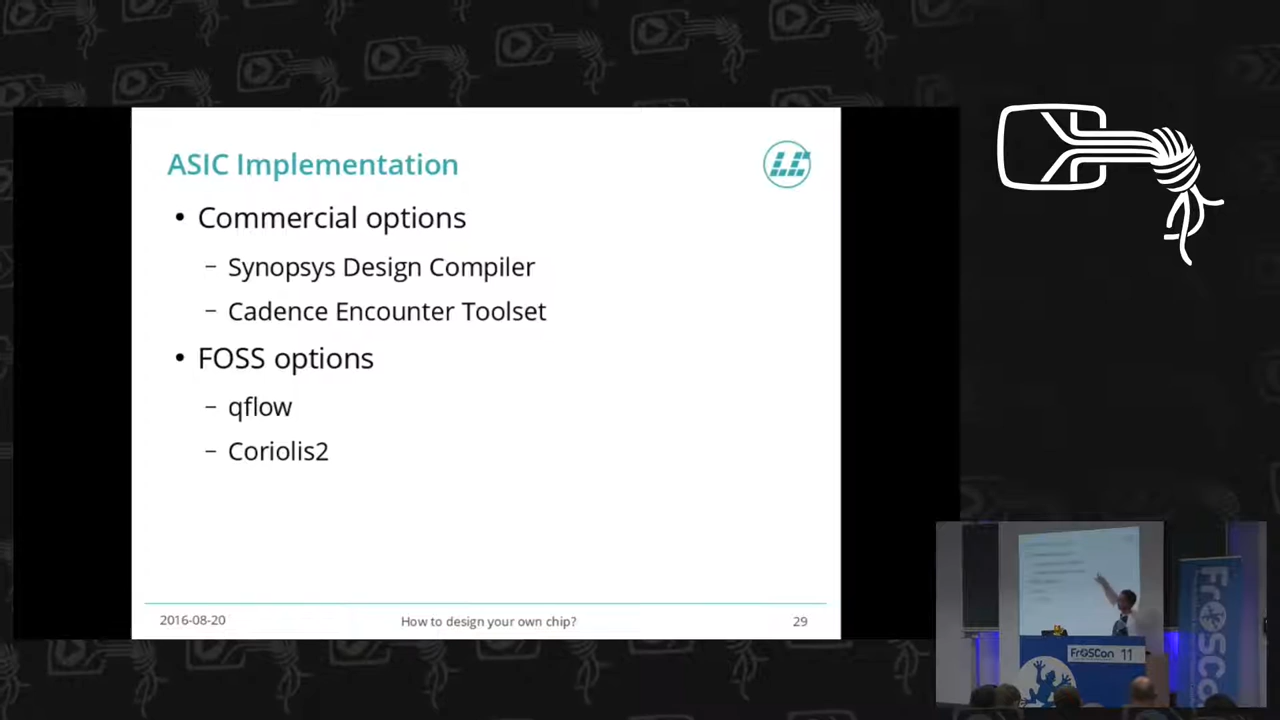 ASIC Implementation
• Commercial options
– Synopsys Design Compiler
– Cadence Encounter Toolset
• FOSS options
– qflow
– Coriolis2
2016-08-20
How to design your own chip?
29
FrOSCon 11
FrOSCo